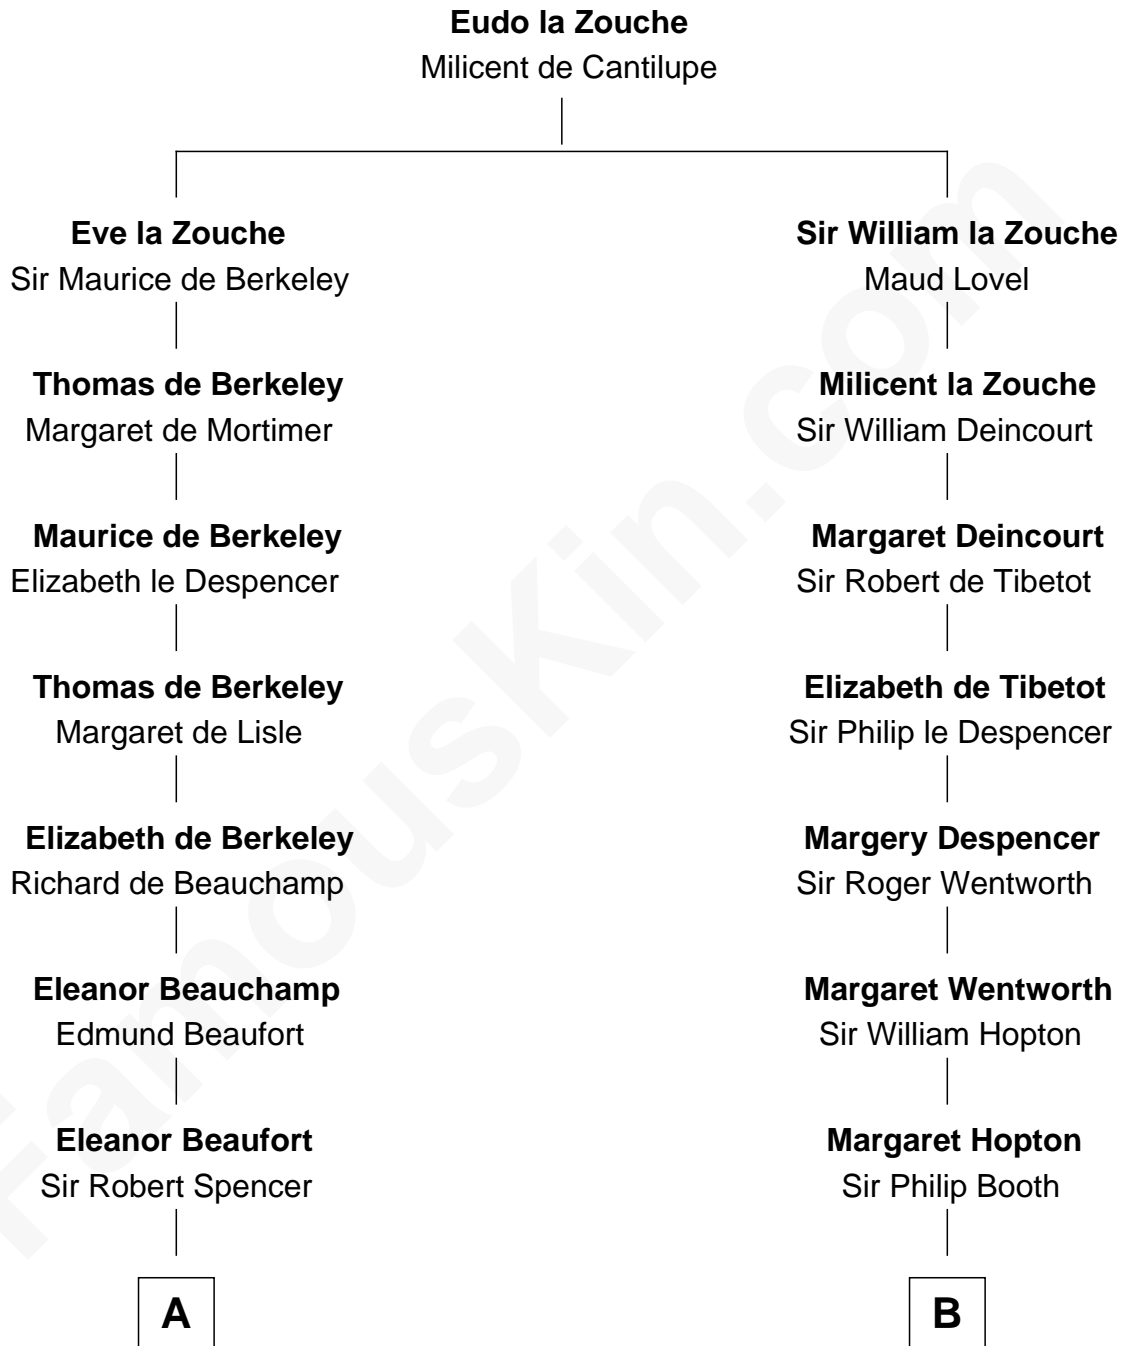 Eudo la Zouche
Milicent de Cantilupe
Eve la Zouche
Sir Maurice de Berkeley
Sir William la Zouche
Maud Lovel
Thomas de Berkeley
Margaret de Mortimer
Milicent la Zouche
Sir William Deincourt
Maurice de Berkeley
Elizabeth le Despencer
Margaret Deincourt
Sir Robert de Tibetot
Thomas de Berkeley
Margaret de Lisle
Elizabeth de Tibetot
Sir Philip le Despencer
Elizabeth de Berkeley
Richard de Beauchamp
Margery Despencer
Sir Roger Wentworth
Eleanor Beauchamp
Edmund Beaufort
Margaret Wentworth
Sir William Hopton
Eleanor Beaufort
Sir Robert Spencer
Margaret Hopton
Sir Philip Booth
A
B
FamousKin.com